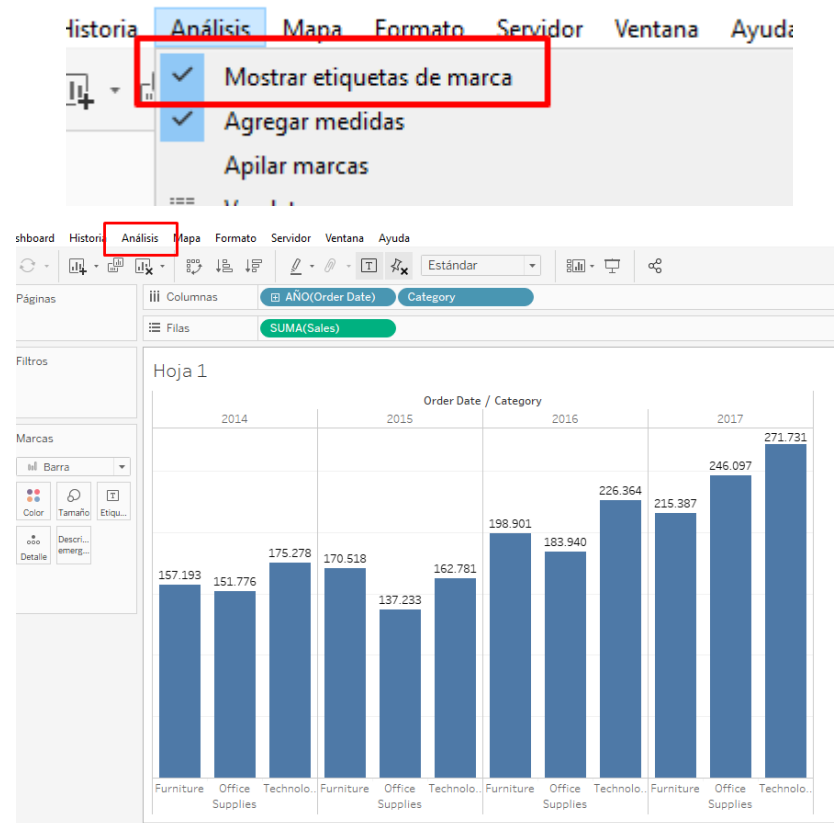 Historia Análisis Mapa Formato Servidor Ventana Ayuda
Mostrar etiquetas de marca
Agregar medidas
Apilar marcas
shboard Historia Análisis Mapa Formato Servidor Ventana Ayuda
Estándar
Páginas
Columnas AÑO(Order Date) Category
Filas SUMA(Sales)
Filtros
Hoja 1
Order Date / Category
2014 2015 2016 2017
Marcas
Barra
Color Tamaño Etiqu...
Detalle Descri... emerg...
271.731
246.097
226.364
215.387
198.901
183.940
175.278
170.518
162.781
157.193
151.776
137.233
Furniture Office Supplies Technolo.. Furniture Office Supplies Technolo.. Furniture Office Supplies Technolo.. Furniture Office Supplies Technolo..